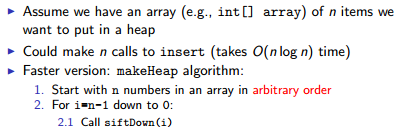 ▶ Assume we have an array (e.g., int[] array) of n items we
want to put in a heap
▶ Could make n calls to insert (takes O(n log n) time)
▶ Faster version: makeHeap algorithm:
1. Start with n numbers in an array in arbitrary order
2. For i=n-1 down to 0:
2.1 Call siftDown(i)